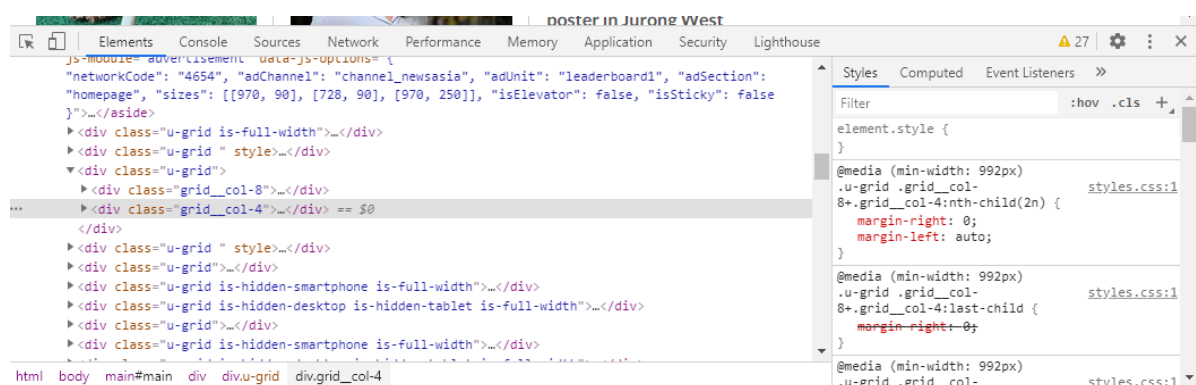 poster in Jurong West
Elements Console Sources Network Performance Memory Application Security Lighthouse 27
js-module="advertisement" data-js-options="{
"networkCode": "4654", "adChannel": "channel_newsasia", "adUnit": "leaderboard1", "adSection":
"homepage", "sizes": [[970, 90], [728, 90], [970, 250]], "isElevator": false, "isSticky": false
}">…</aside>
<div class="u-grid is-full-width">…</div>
<div class="u-grid " style>…</div>
<div class="u-grid">
<div class="grid__col-8">…</div>
<div class="grid__col-4">…</div> == $0
</div>
<div class="u-grid " style>…</div>
<div class="u-grid">…</div>
<div class="u-grid is-hidden-smartphone is-full-width">…</div>
<div class="u-grid is-hidden-desktop is-hidden-tablet is-full-width">…</div>
<div class="u-grid">…</div>
<div class="u-grid is-hidden-smartphone is-full-width">…</div>
html body main#main div div.u-grid div.grid__col-4
Styles Computed Event Listeners »
Filter :hov .cls +
element.style {
}
@media (min-width: 992px)
.u-grid .grid__col- styles.css:1
8+.grid__col-4:nth-child(2n) {
margin-right: 0;
margin-left: auto;
}
@media (min-width: 992px)
.u-grid .grid__col- styles.css:1
8+.grid__col-4:last-child {
margin-right: 0;
}
@media (min-width: 992px)
.u-grid .grid__col- styles.css:1